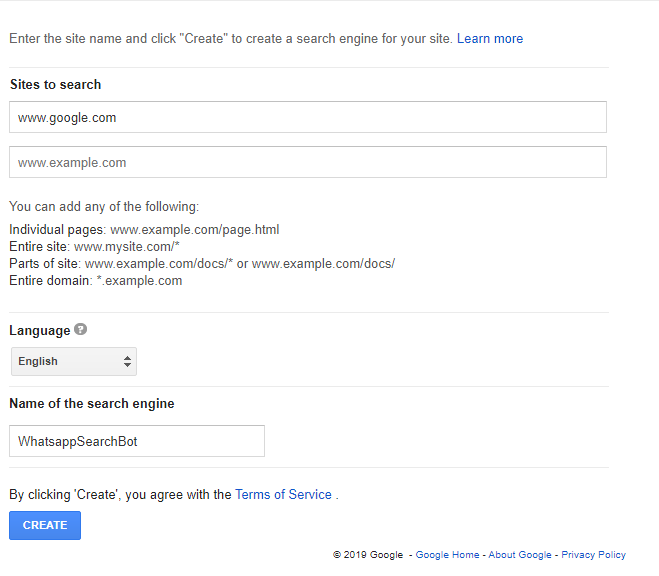 Enter the site name and click "Create" to create a search engine for your site. Learn more
Sites to search
www.google.com
www.example.com
You can add any of the following:
Individual pages: www.example.com/page.html
Entire site: www.mysite.com/*
Parts of site: www.example.com/docs/* or www.example.com/docs/
Entire domain: *.example.com
Language ?
English
Name of the search engine
WhatsappSearchBot
By clicking 'Create', you agree with the Terms of Service .
CREATE
© 2019 Google - Google Home - About Google - Privacy Policy